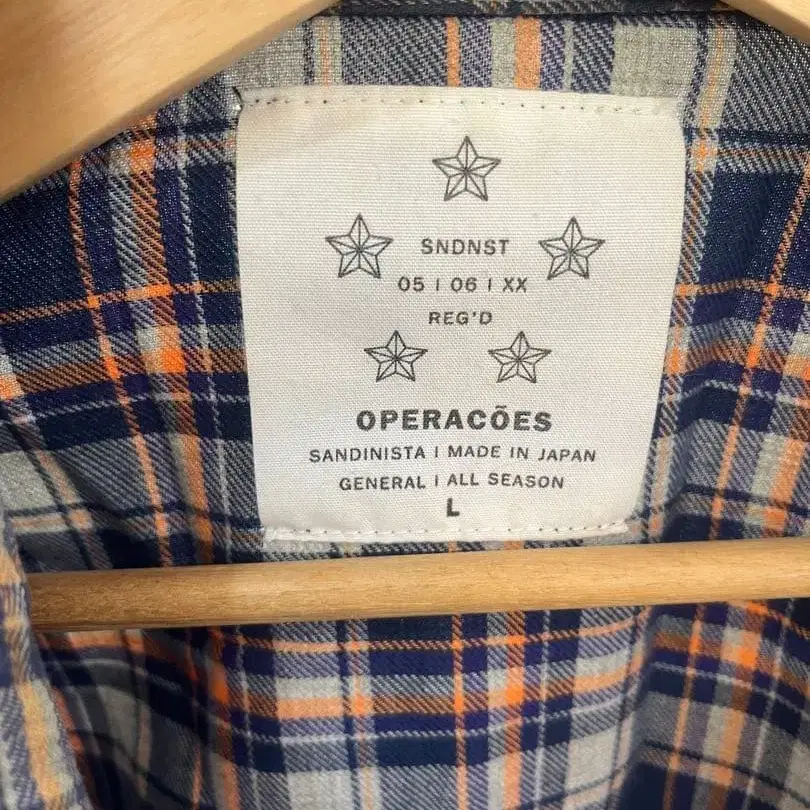 SNDNST
05 | 06 | XX
REG'D
OPERACÕES
SANDINISTA | MADE IN JAPAN
GENERAL | ALL SEASON
L